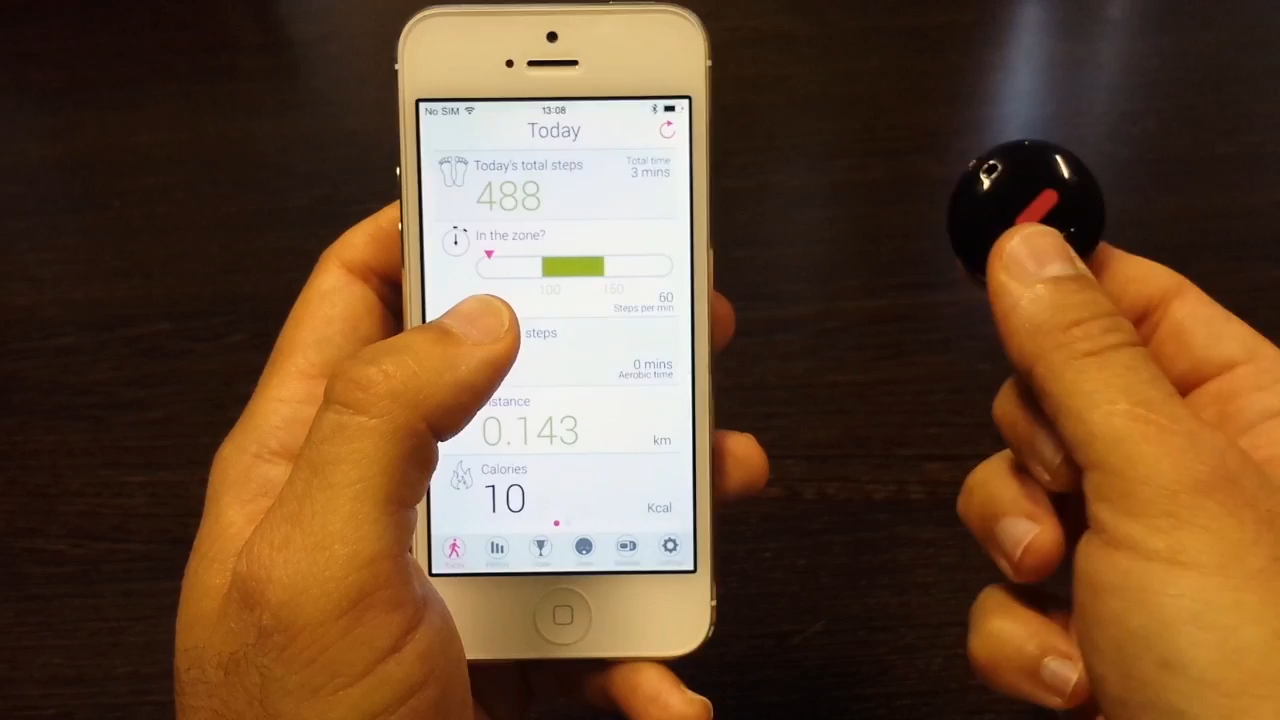 No SIM 13:08
Today
Today's total steps
Total time
3 mins
488
In the zone?
100 150
60
Steps per min
steps
0 mins
Aerobic time
0.143
km
Calories
10
Kcal